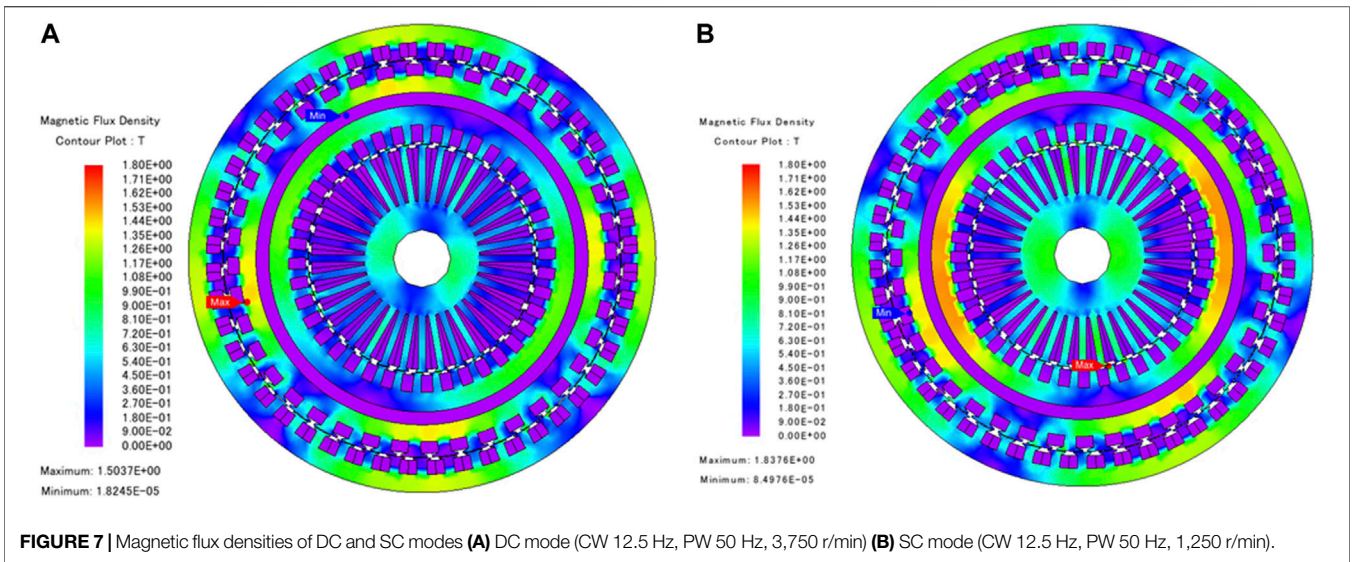 A
Magnetic Flux Density
Contour Plot : T
1.80E+00
1.71E+00
1.62E+00
1.53E+00
1.44E+00
1.35E+00
1.26E+00
1.17E+00
1.08E+00
9.90E-01
9.00E-01
8.10E-01
7.20E-01
6.30E-01
5.40E-01
4.50E-01
3.60E-01
2.70E-01
1.80E-01
9.00E-02
0.00E+00
Maximum: 1.5037E+00
Minimum: 1.8245E-05
Min
Max
B
Magnetic Flux Density
Contour Plot : T
1.80E+00
1.71E+00
1.62E+00
1.53E+00
1.44E+00
1.35E+00
1.26E+00
1.17E+00
1.08E+00
9.90E-01
9.00E-01
8.10E-01
7.20E-01
6.30E-01
5.40E-01
4.50E-01
3.60E-01
2.70E-01
1.80E-01
9.00E-02
0.00E+00
Maximum: 1.8376E+00
Minimum: 8.4976E-05
Min
Max
FIGURE 7 | Magnetic flux densities of DC and SC modes (A) DC mode (CW 12.5 Hz, PW 50 Hz, 3,750 r/min) (B) SC mode (CW 12.5 Hz, PW 50 Hz, 1,250 r/min).